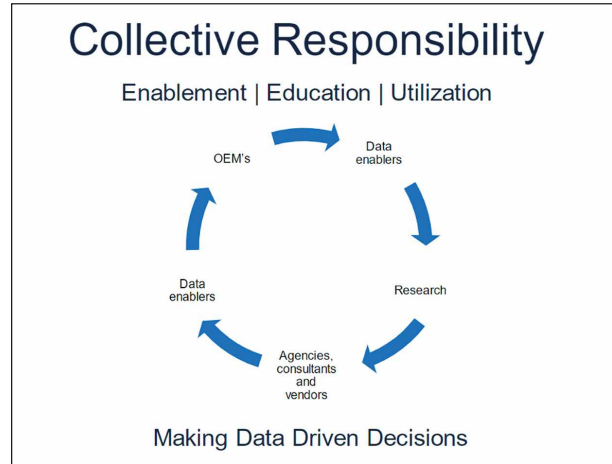 Collective Responsibility
Enablement | Education | Utilization
OEM's
Data
enablers
Research
Agencies,
consultants
and
vendors
Data
enablers
Making Data Driven Decisions